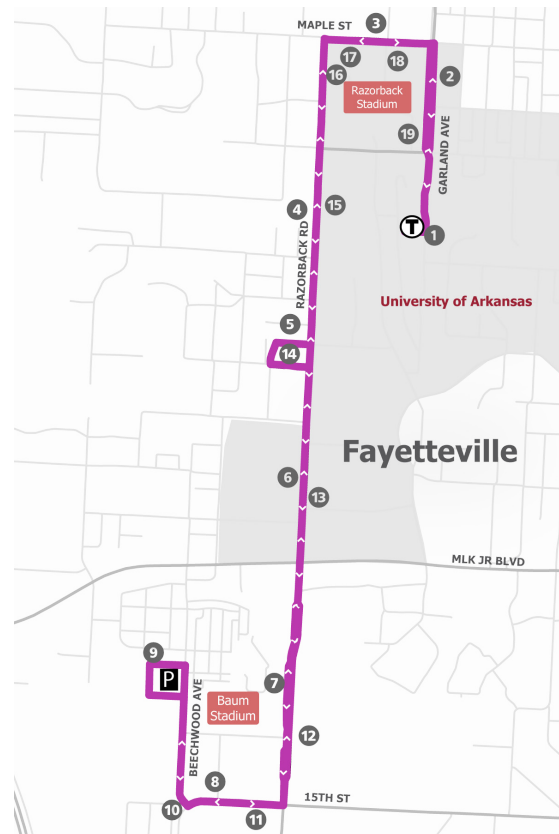 MAPLE ST
3
17
18
16
2
Razorback
Stadium
19
GARLAND AVE
4
15
T
1
RAZORBACK RD
University of Arkansas
5
14
Fayetteville
6
13
MLK JR BLVD
9
P
7
BEECHWOOD AVE
Baum
Stadium
12
8
10
11
15TH ST